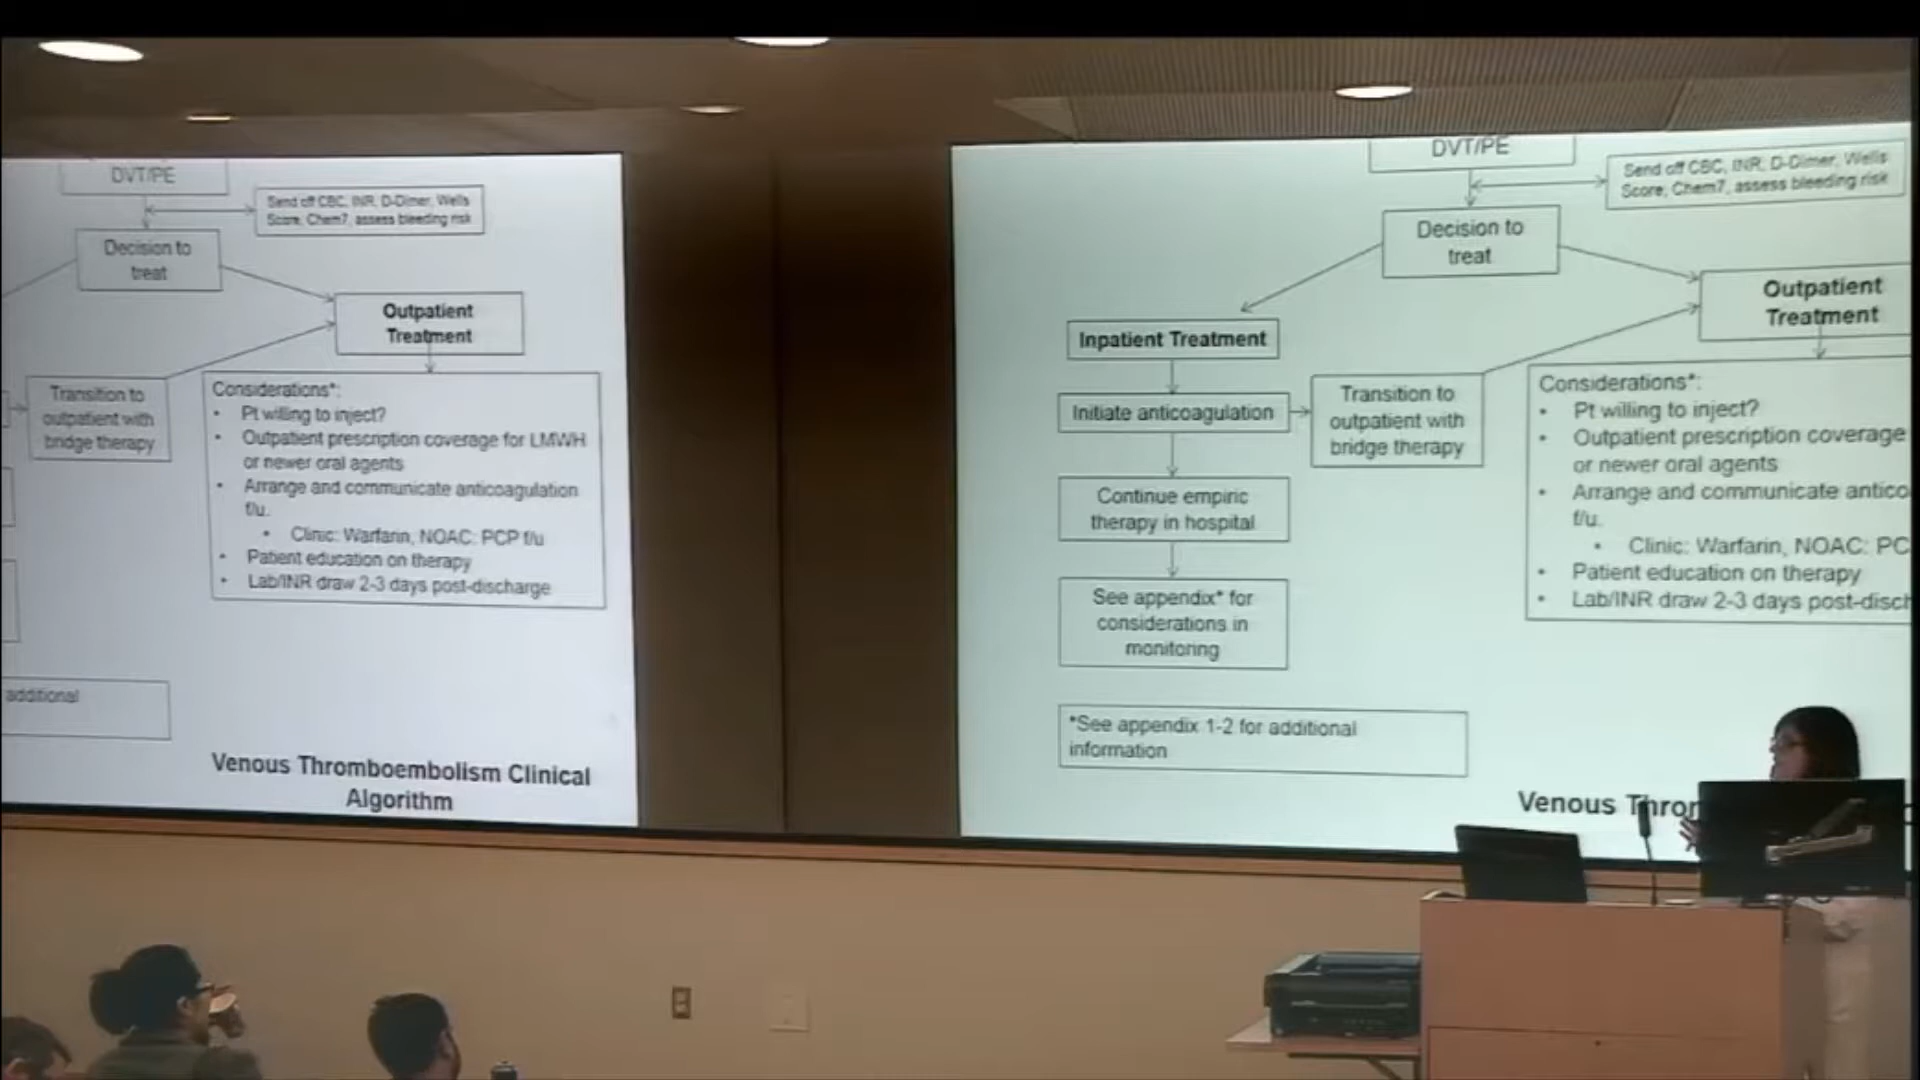 DVT/PE
Send off CBC, INR, D-Dimer, Wells
Score, Chem7, assess bleeding risk
Decision to
treat
Outpatient
Treatment
Transition to
outpatient with
bridge therapy
Considerations*:
• Pt willing to inject?
• Outpatient prescription coverage for LMWH
or newer oral agents
• Arrange and communicate anticoagulation
f/u.
• Clinic: Warfarin, NOAC: PCP f/u
• Patient education on therapy
• Lab/INR draw 2-3 days post-discharge
additional
Venous Thromboembolism Clinical
Algorithm
DVT/PE
Send off CBC, INR, D-Dimer, Wells
Score, Chem7, assess bleeding risk
Decision to
treat
Outpatient
Treatment
Inpatient Treatment
Initiate anticoagulation
Transition to
outpatient with
bridge therapy
Continue empiric
therapy in hospital
See appendix* for
considerations in
monitoring
Considerations*:
• Pt willing to inject?
• Outpatient prescription coverage
or newer oral agents
• Arrange and communicate antico
f/u.
• Clinic: Warfarin, NOAC: PC
• Patient education on therapy
• Lab/INR draw 2-3 days post-disch
*See appendix 1-2 for additional
information
Venous Thro